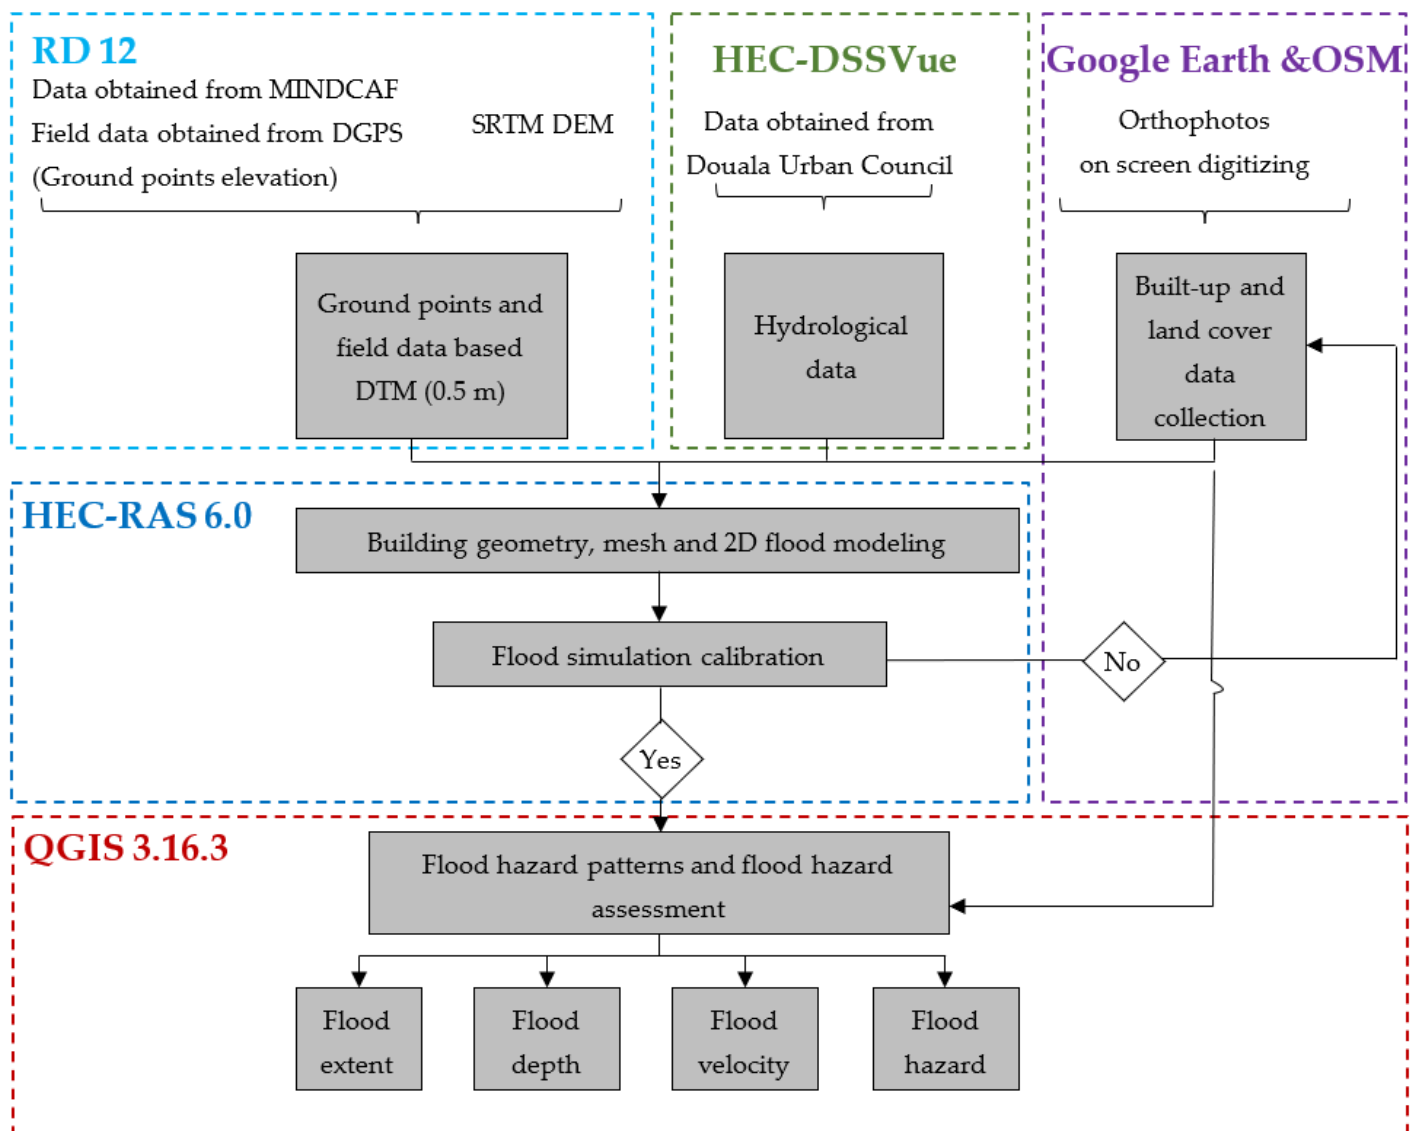 RD 12
Data obtained from MINDCAF
Field data obtained from DGPS
(Ground points elevation)
SRTM DEM
HEC-DSSVue
Data obtained from
Douala Urban Council
Google Earth &OSM
Orthophotos
on screen digitizing
Ground points and
field data based
DTM (0.5 m)
Hydrological
data
Built-up and
land cover
data
collection
HEC-RAS 6.0
Building geometry, mesh and 2D flood modeling
Flood simulation calibration
No
Yes
QGIS 3.16.3
Flood hazard patterns and flood hazard
assessment
Flood
extent
Flood
depth
Flood
velocity
Flood
hazard